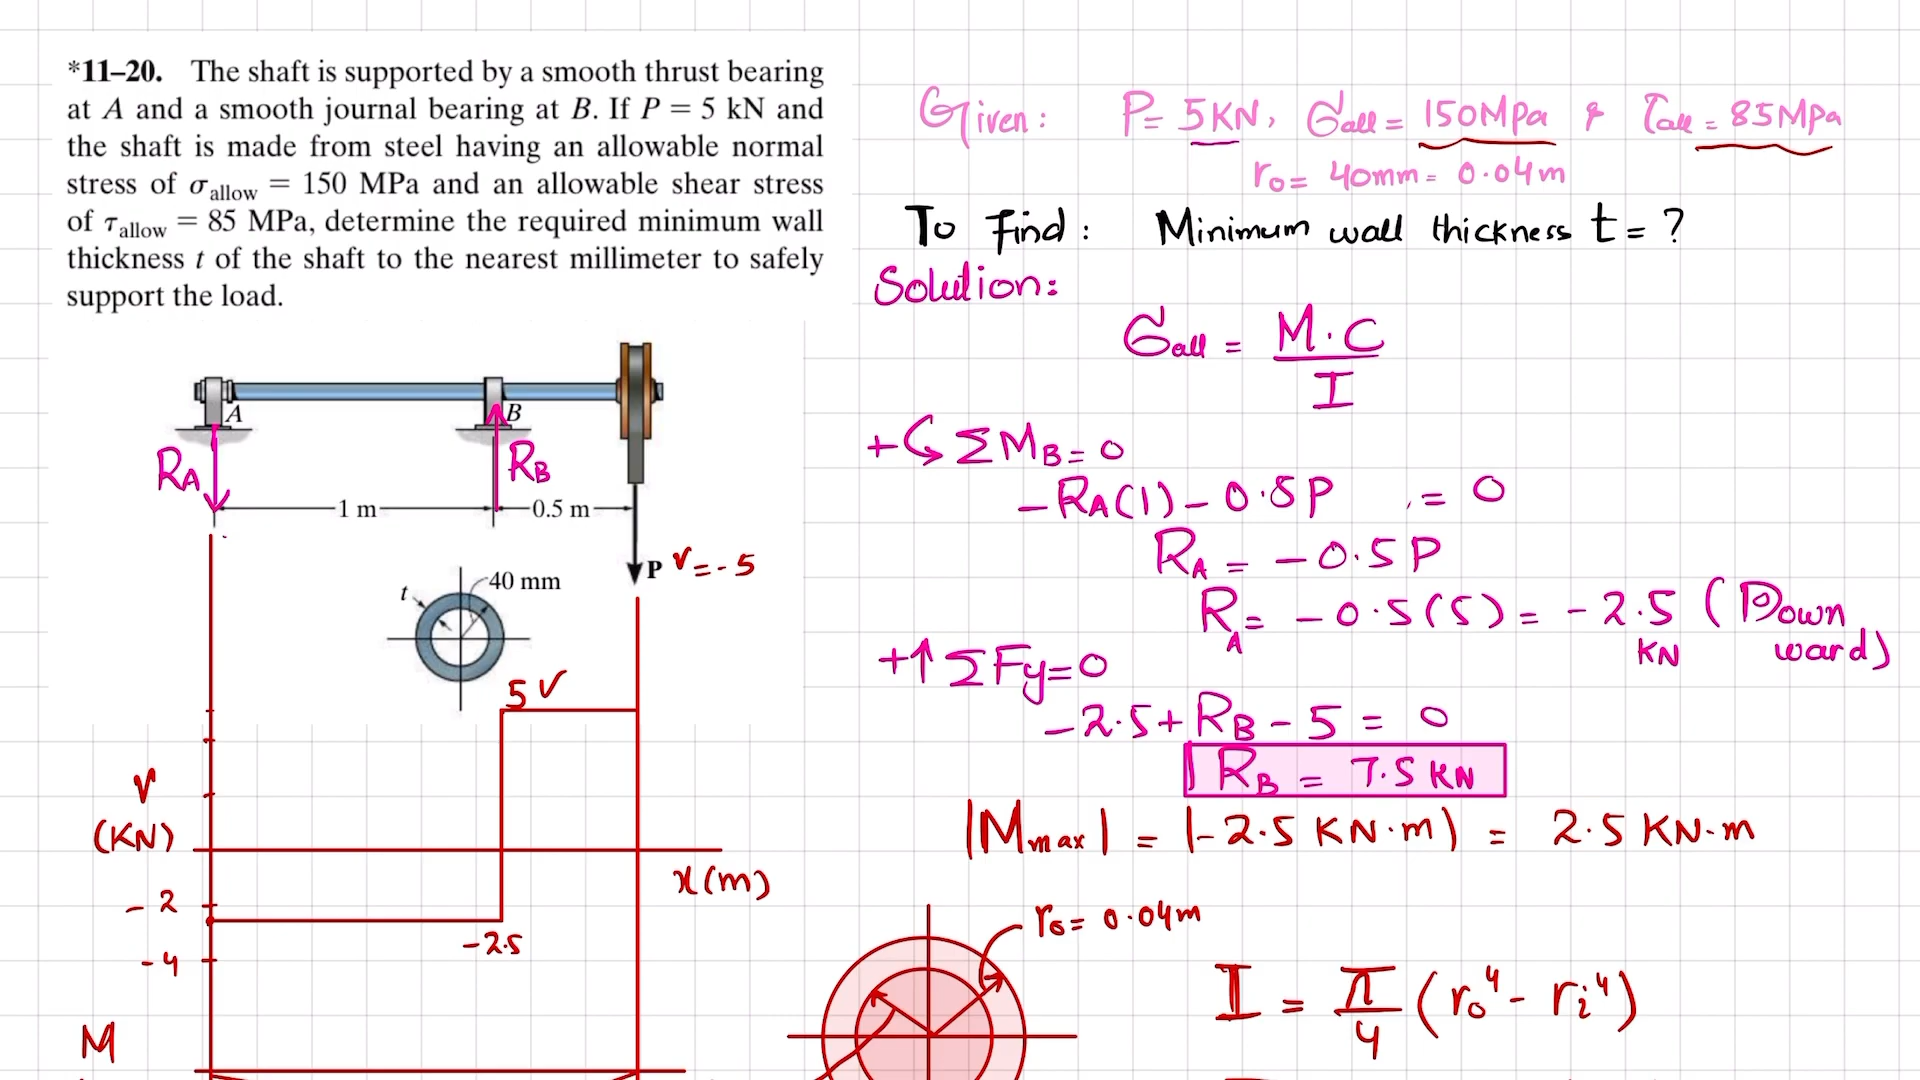 *11–20. The shaft is supported by a smooth thrust bearing
at A and a smooth journal bearing at B. If P = 5 kN and
the shaft is made from steel having an allowable normal
stress of σallow = 150 MPa and an allowable shear stress
of τallow = 85 MPa, determine the required minimum wall
thickness t of the shaft to the nearest millimeter to safely
support the load.
A
B
RA
RB
1 m
0.5 m
P V=-5
40 mm
t
5 V
V
(KN)
x(m)
-2
-2.5
-4
M
Given: P= 5KN, σall= 150MPa & τall= 85MPa
ro= 40mm= 0.04m
To Find: Minimum wall thickness t= ?
Solution:
σall = M.C
I
+ ΣMB=0
-RA(1)-0.5P = 0
RA = -0.5P
RA= -0.5(5)= -2.5 (Down
KN ward)
+↑ΣFy=0
-2.5+RB-5 = 0
RB = 7.5 KN
|Mmax| = |-2.5 KN.m) = 2.5 KN.m
ro= 0.04m
I = π/4 (ro⁴- ri⁴)